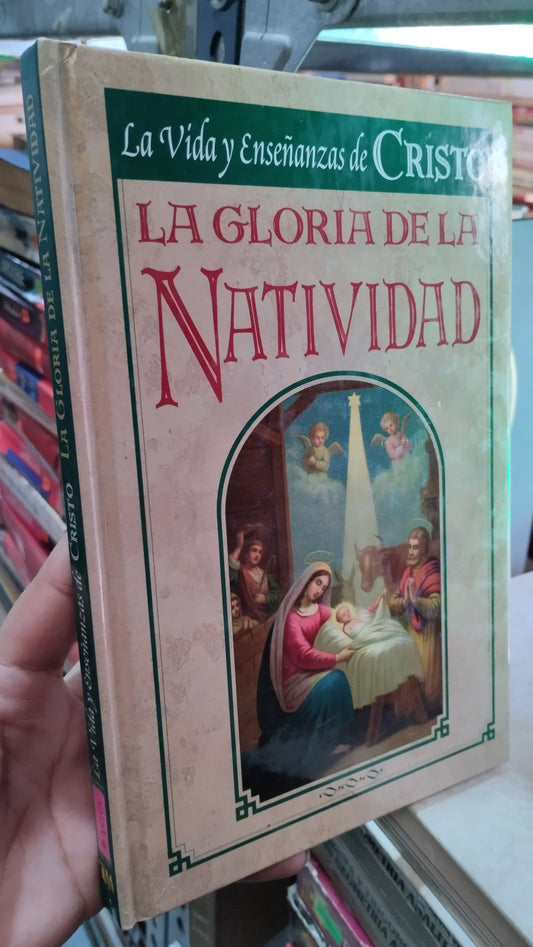 La Vida y Enseñanzas de CRISTO
LA GLORIA DE LA
NATIVIDAD
La Vida y Enseñanzas de CRISTO LA GLORIA DE LA NATIVIDAD